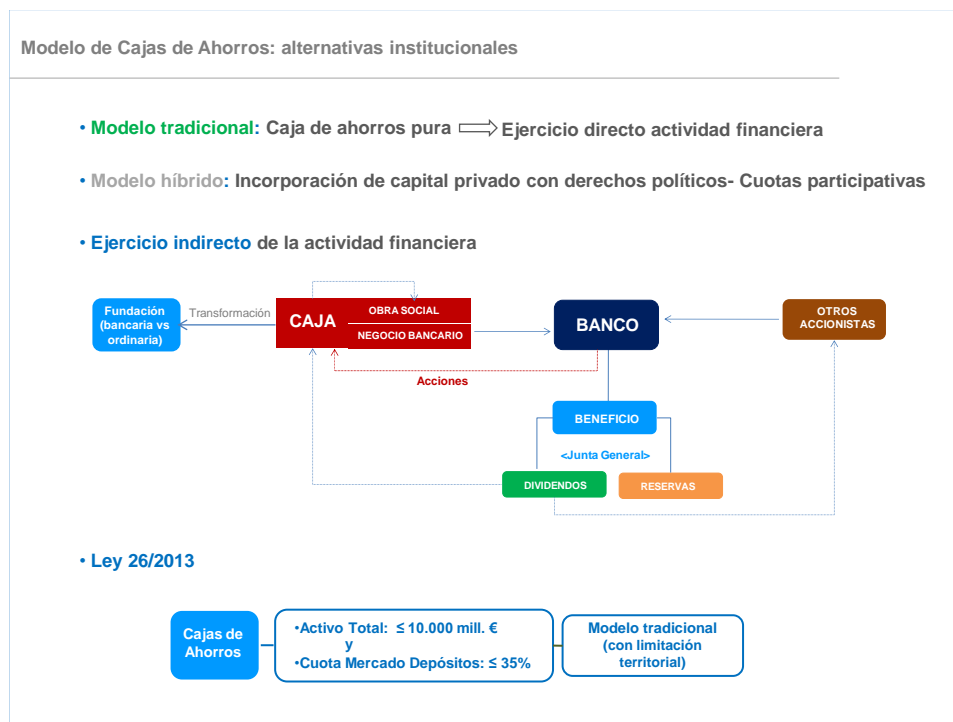 Modelo de Cajas de Ahorros: alternativas institucionales
• Modelo tradicional: Caja de ahorros pura Ejercicio directo actividad financiera
• Modelo híbrido: Incorporación de capital privado con derechos políticos- Cuotas participativas
• Ejercicio indirecto de la actividad financiera
Fundación
(bancaria vs
ordinaria)
Transformación
CAJA
OBRA SOCIAL
NEGOCIO BANCARIO
BANCO
OTROS
ACCIONISTAS
Acciones
BENEFICIO
<Junta General>
DIVIDENDOS
RESERVAS
• Ley 26/2013
Cajas de
Ahorros
•Activo Total: ≤ 10.000 mill. €
y
•Cuota Mercado Depósitos: ≤ 35%
Modelo tradicional
(con limitación
territorial)